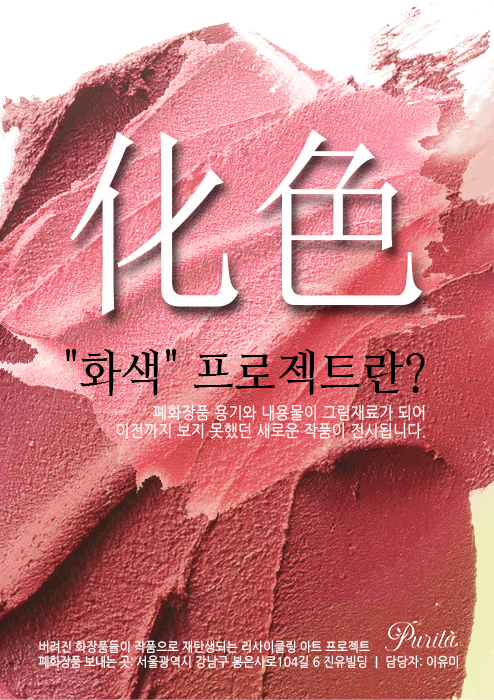 化色
"화색" 프로젝트란?
폐화장품 용기와 내용물이 그림재료가 되어
이전까지 보지 못했던 새로운 작품이 전시됩니다.
Purità
버려진 화장품들이 작품으로 재탄생되는 리사이클링 아트 프로젝트
폐화장품 보내는 곳: 서울광역시 강남구 봉은사로104길 6 진유빌딩 | 담당자: 이유미